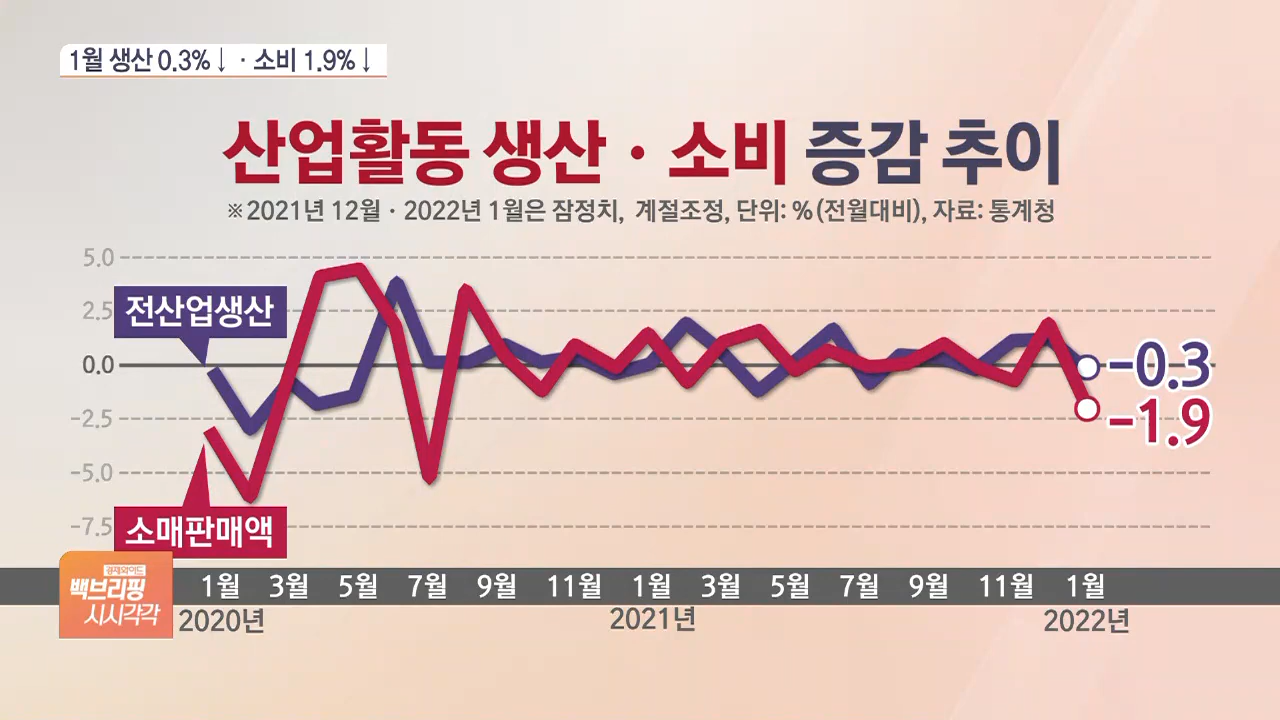 1월 생산 0.3%↓ · 소비 1.9%↓
산업활동 생산 · 소비 증감 추이
※2021년 12월 · 2022년 1월은 잠정치, 계절조정, 단위: %(전월대비), 자료: 통계청
5.0
전산업생산
2.5
0.0
-0.3
-1.9
-2.5
-5.0
-7.5
소매판매액
경제와이드
백브리핑
시시각각
1월 3월 5월 7월 9월 11월 1월 3월 5월 7월 9월 11월 1월
2020년 2021년 2022년